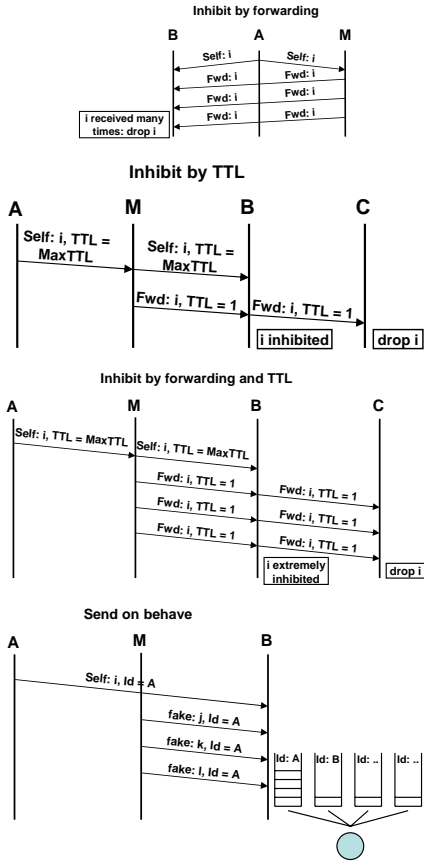 Inhibit by forwarding
B A M
Self: i Self: i
Fwd: i Fwd: i
Fwd: i Fwd: i
Fwd: i Fwd: i
i received many
times: drop i
Inhibit by TTL
A M B C
Self: i, TTL =
MaxTTL
Self: i, TTL =
MaxTTL
Fwd: i, TTL = 1 Fwd: i, TTL = 1
i inhibited drop i
Inhibit by forwarding and TTL
A M B C
Self: i, TTL = MaxTTL Self: i, TTL = MaxTTL
Fwd: i, TTL = 1 Fwd: i, TTL = 1
Fwd: i, TTL = 1 Fwd: i, TTL = 1
Fwd: i, TTL = 1 Fwd: i, TTL = 1
i extremely
inhibited
drop i
Send on behave
A M B
Self: i, Id = A
fake: j, Id = A
fake: k, Id = A
fake: l, Id = A
Id: A Id: B Id: .. Id: ..